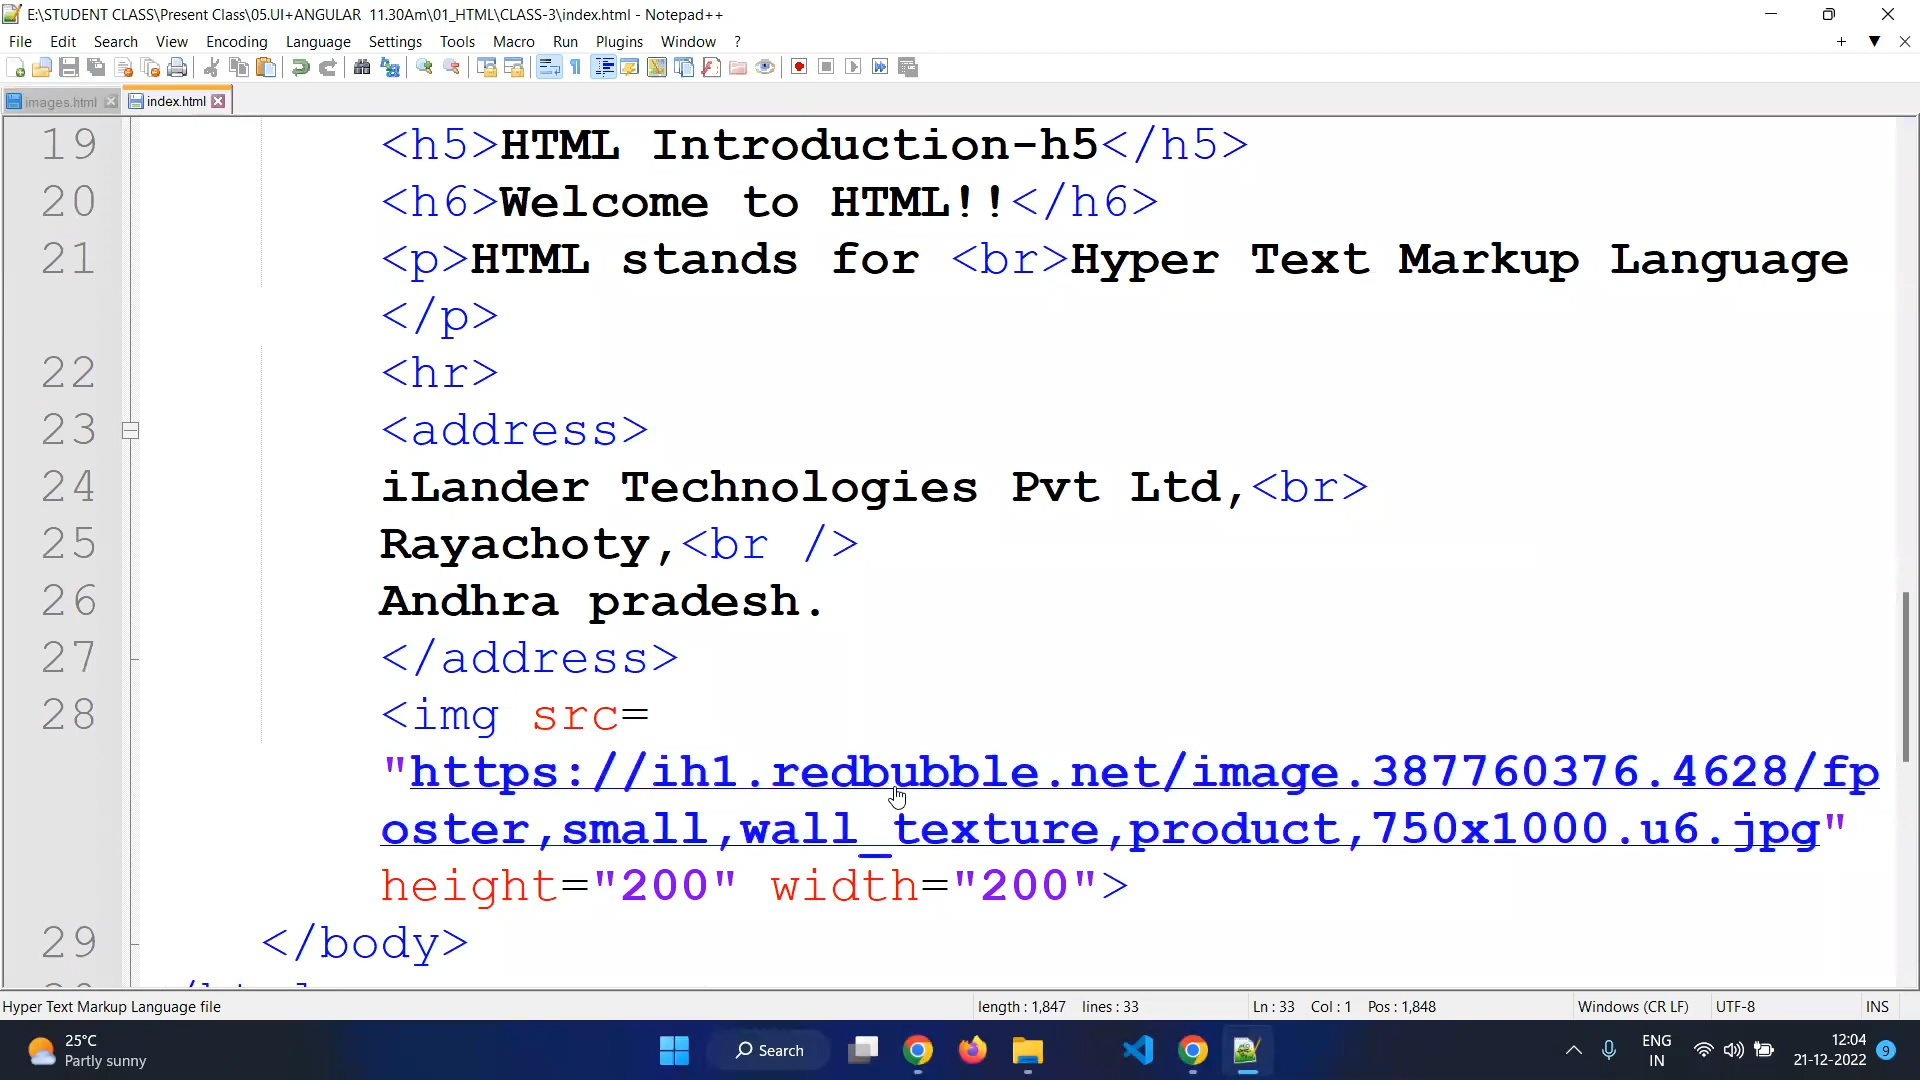 E:\STUDENT CLASS\Present Class\05.UI+ANGULAR  11.30Am\01_HTML\CLASS-3\index.html - Notepad++
File Edit Search View Encoding Language Settings Tools Macro Run Plugins Window ?
images.html index.html
19 <h5>HTML Introduction-h5</h5>
20 <h6>Welcome to HTML!!</h6>
21 <p>HTML stands for <br>Hyper Text Markup Language
</p>
22 <hr>
23 <address>
24 iLander Technologies Pvt Ltd,<br>
25 Rayachoty,<br />
26 Andhra pradesh.
27 </address>
28 <img src=
"https://ih1.redbubble.net/image.387760376.4628/fp
oster,small,wall_texture,product,750x1000.u6.jpg"
height="200" width="200">
29 </body>
Hyper Text Markup Language file length : 1,847 lines : 33 Ln : 33 Col : 1 Pos : 1,848 Windows (CR LF) UTF-8 INS
25°C
Partly sunny
Search
ENG
IN
12:04
21-12-2022
9